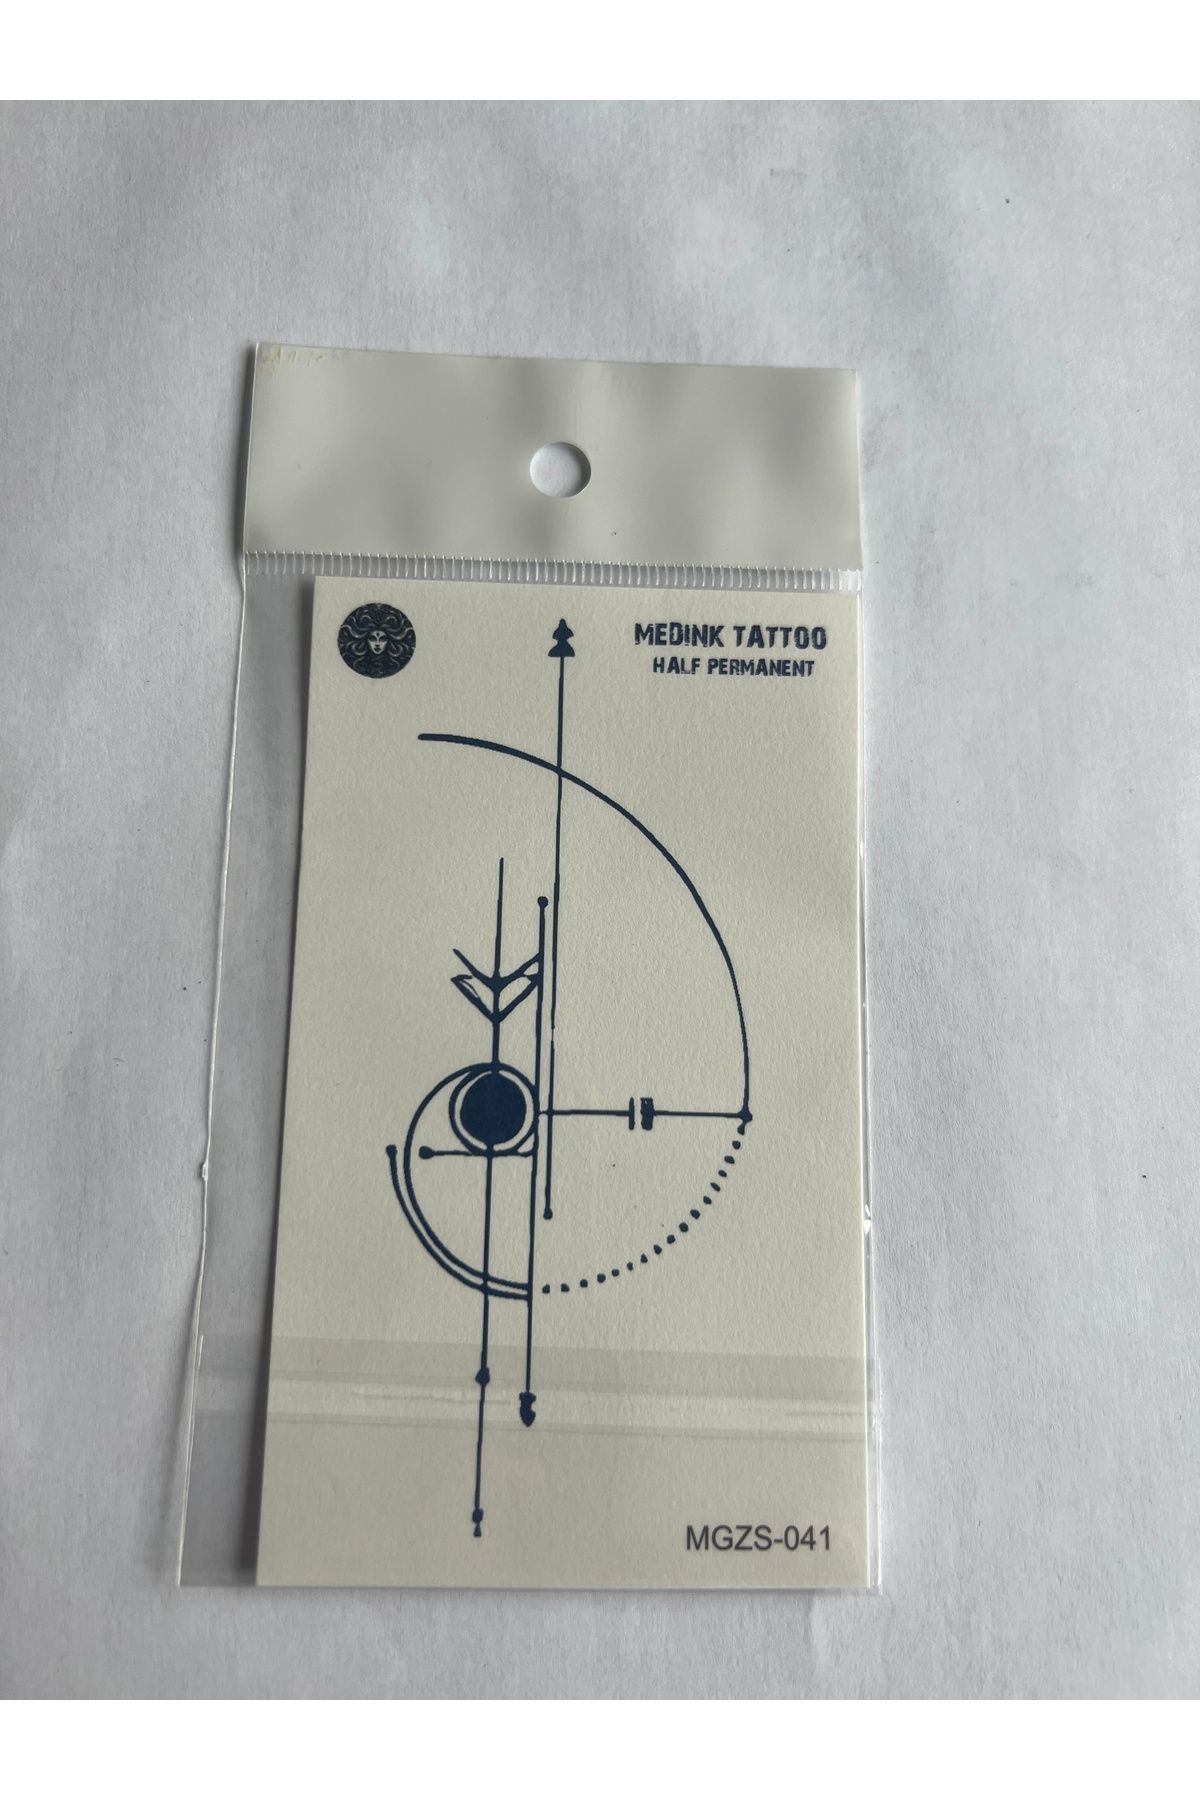 MEDINK TATTOO
HALF PERMANENT
MGZS-041